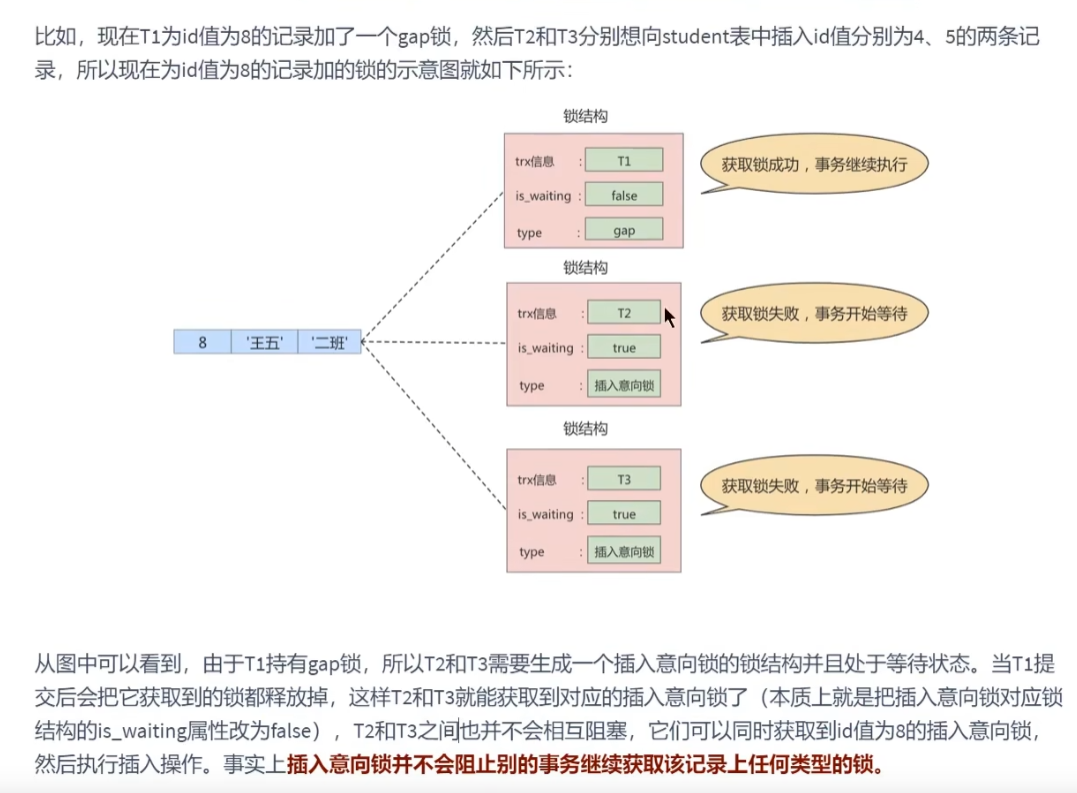 比如，现在T1为id值为8的记录加了一个gap锁，然后T2和T3分别想向student表中插入id值分别为4、5的两条记
录，所以现在为id值为8的记录加的锁的示意图就如下所示：
锁结构
trx信息 : T1
is_waiting : false
type : gap
获取锁成功，事务继续执行
锁结构
trx信息 : T2
is_waiting : true
type : 插入意向锁
获取锁失败，事务开始等待
8 '王五' '二班'
锁结构
trx信息 : T3
is_waiting : true
type : 插入意向锁
获取锁失败，事务开始等待
从图中可以看到，由于T1持有gap锁，所以T2和T3需要生成一个插入意向锁的锁结构并且处于等待状态。当T1提
交后会把它获取到的锁都释放掉，这样T2和T3就能获取到对应的插入意向锁了（本质上就是把插入意向锁对应锁
结构的is_waiting属性改为false），T2和T3之间也并不会相互阻塞，它们可以同时获取到id值为8的插入意向锁，
然后执行插入操作。事实上插入意向锁并不会阻止别的事务继续获取该记录上任何类型的锁。